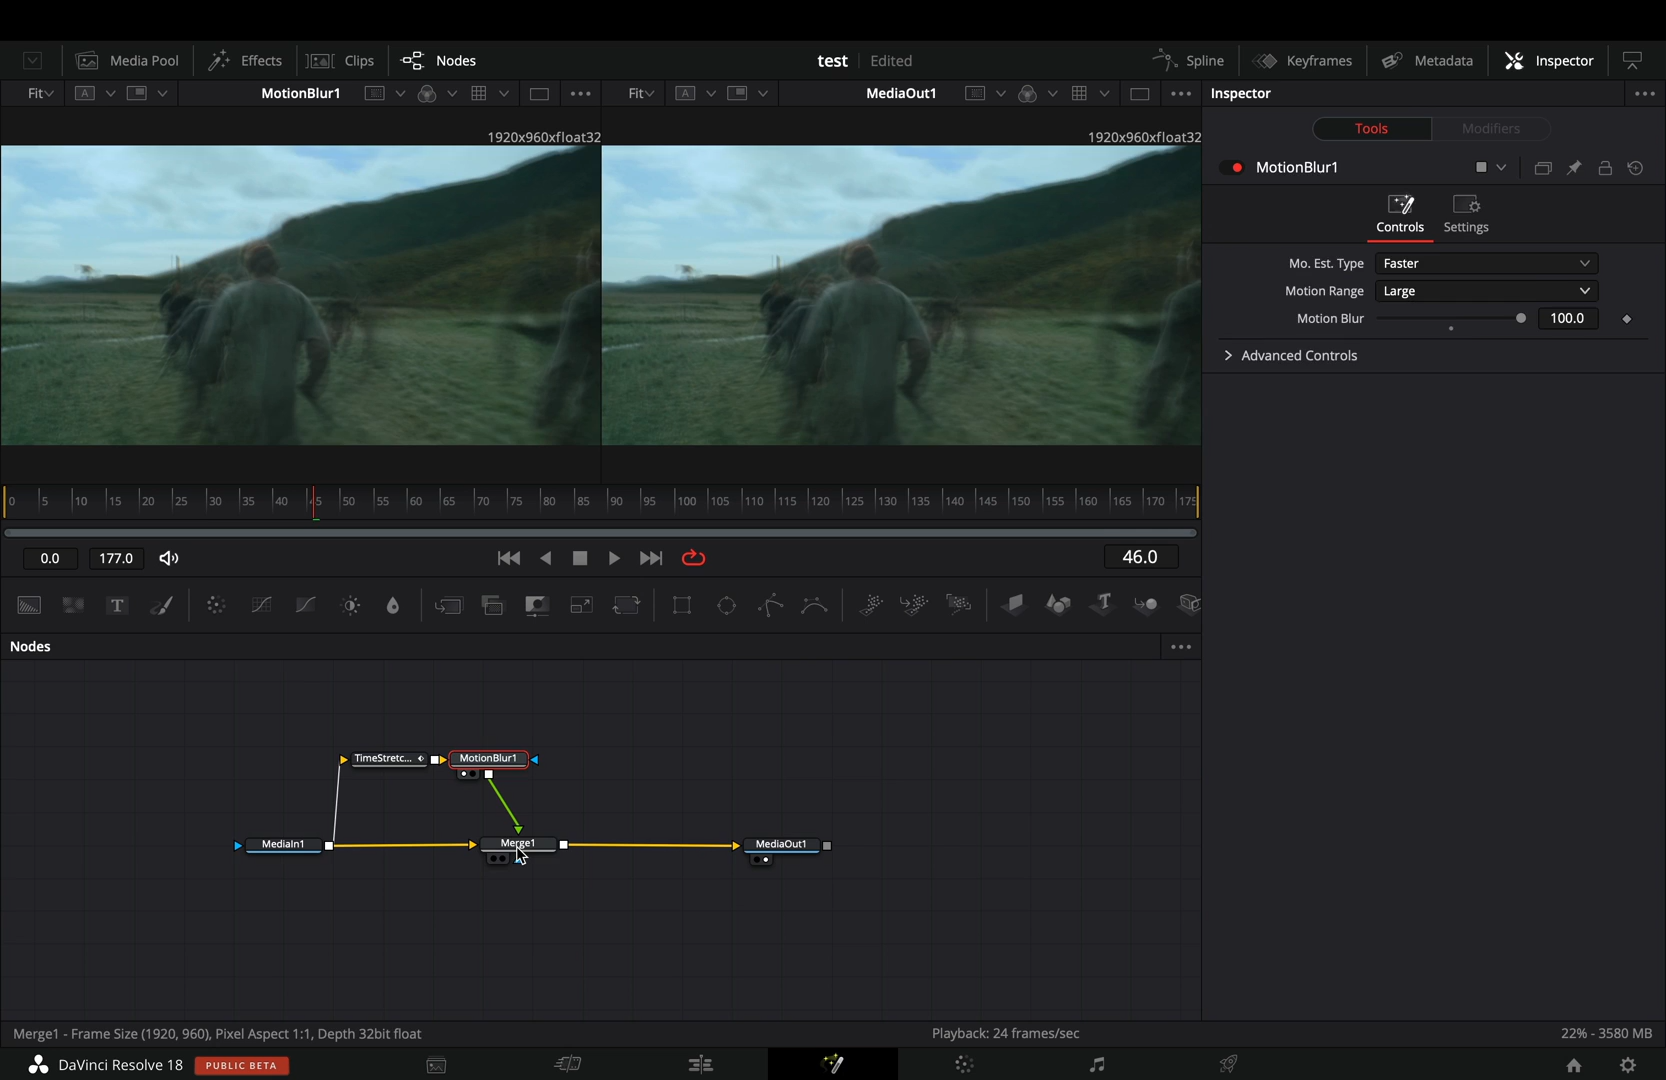 Media Pool Effects Clips Nodes test Edited Spline Keyframes Metadata Inspector
Fit A MotionBlur1 Fit A MediaOut1 Inspector
1920x960xfloat32 1920x960xfloat32
Tools Modifiers
MotionBlur1
Controls Settings
Mo. Est. Type Faster
Motion Range Large
Motion Blur 100.0
Advanced Controls
0 5 10 15 20 25 30 35 40 45 50 55 60 65 70 75 80 85 90 95 100 105 110 115 120 125 130 135 140 145 150 155 160 165 170 175
0.0 177.0 46.0
T T
Nodes
TimeStretc... MotionBlur1
MediaIn1 Merge1 MediaOut1
Merge1 - Frame Size (1920, 960), Pixel Aspect 1:1, Depth 32bit float Playback: 24 frames/sec 22% - 3580 MB
DaVinci Resolve 18 PUBLIC BETA